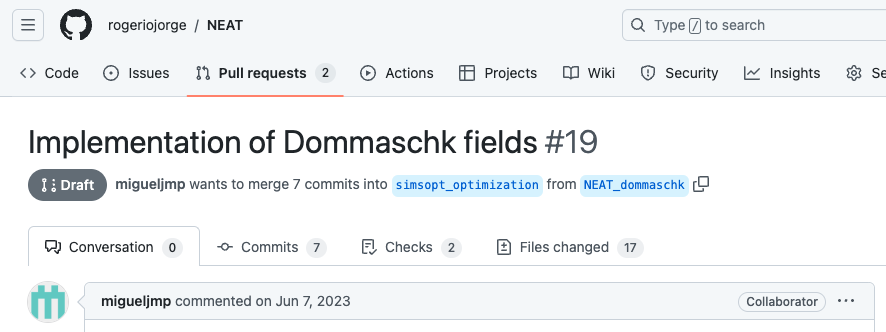 rogeriojorge / NEAT
Type / to search
Code Issues Pull requests 2 Actions Projects Wiki Security Insights Se
Implementation of Dommaschk fields #19
Draft migueljmp wants to merge 7 commits into simsopt_optimization from NEAT_dommaschk
Conversation 0 Commits 7 Checks 2 Files changed 17
migueljmp commented on Jun 7, 2023 Collaborator ...